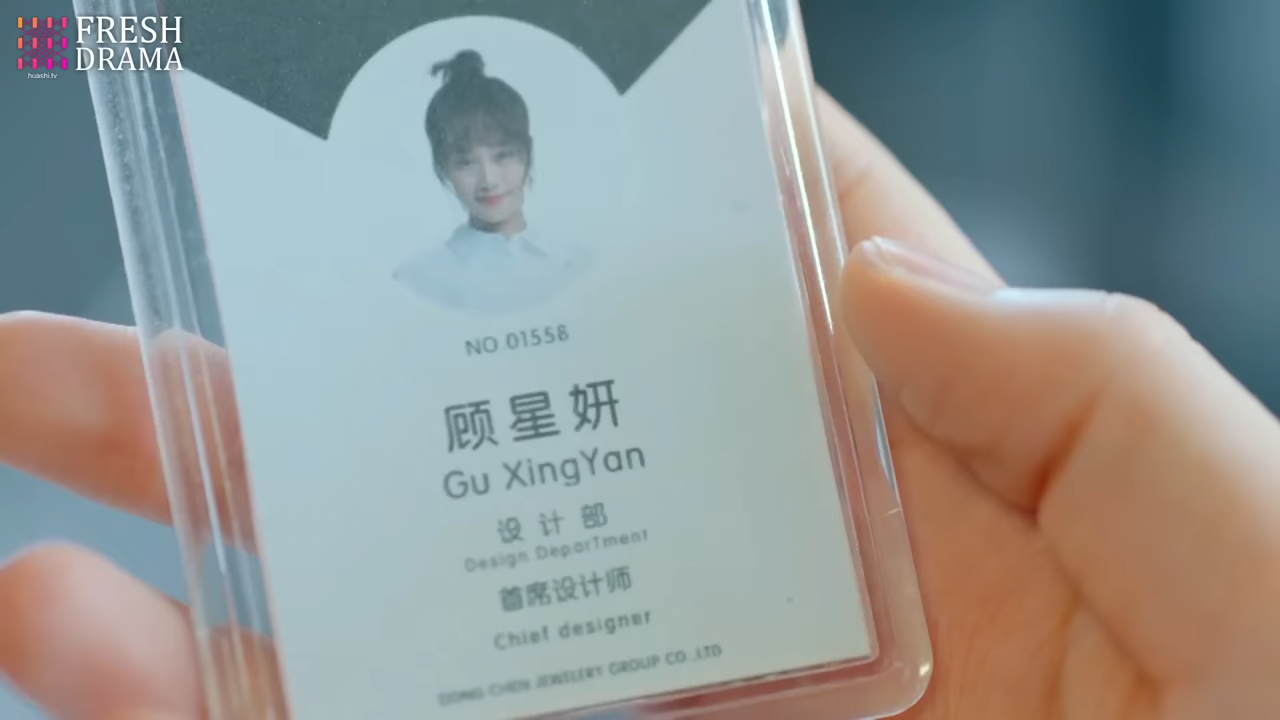 FRESH
DRAMA
huashi.tv
NO 01558
顾星妍
Gu XingYan
设计部
Design DeparTment
首席设计师
Chief designer
DONG CHEN JEWELERY GROUP CO.,LTD